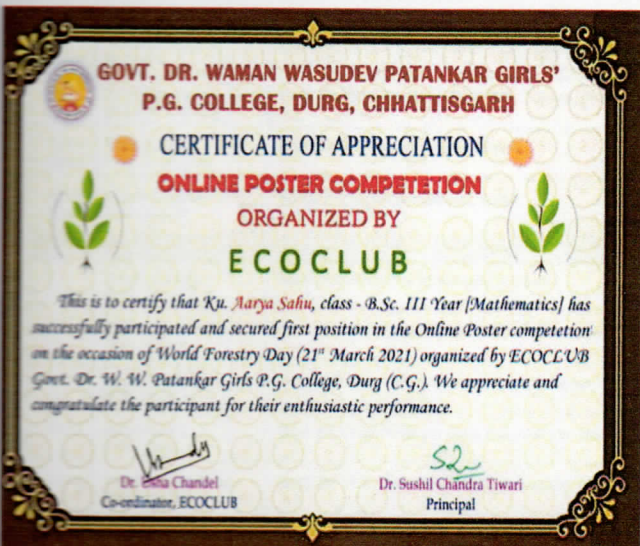 GOVT. DR. WAMAN WASUDEV PATANKAR GIRLS'
P.G. COLLEGE, DURG, CHHATTISGARH
CERTIFICATE OF APPRECIATION
ONLINE POSTER COMPETETION
ORGANIZED BY
ECOCLUB
This is to certify that Ku. Aarya Sahu, class - B.Sc. III Year [Mathematics] has
successfully participated and secured first position in the Online Poster competetion
on the occasion of World Forestry Day (21st March 2021) organized by ECOCLUB
Govt. Dr. W. W. Patankar Girls P.G. College, Durg (C.G.). We appreciate and
congratulate the participant for their enthusiastic performance.
Dr. Usha Chandel
Co-ordinator, ECOCLUB
Dr. Sushil Chandra Tiwari
Principal